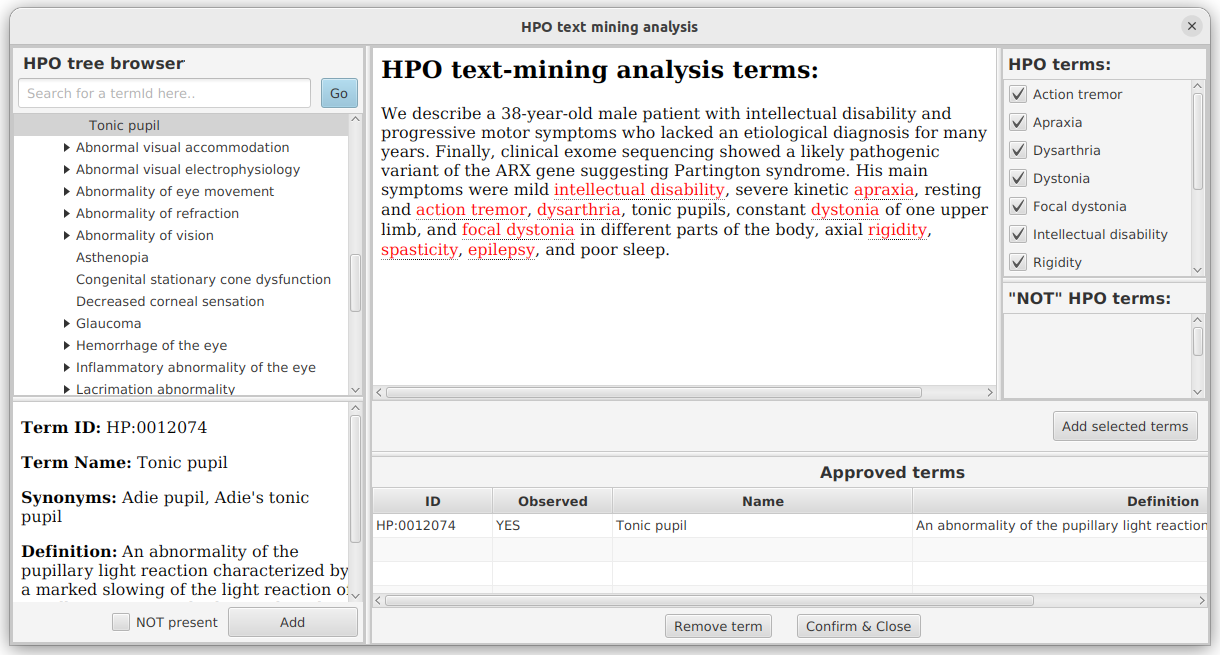 HPO text mining analysis
HPO tree browser
Search for a termId here..
Go
Tonic pupil
Abnormal visual accommodation
Abnormal visual electrophysiology
Abnormality of eye movement
Abnormality of refraction
Abnormality of vision
Asthenopia
Congenital stationary cone dysfunction
Decreased corneal sensation
Glaucoma
Hemorrhage of the eye
Inflammatory abnormality of the eye
Lacrimation abnormality
Term ID: HP:0012074
Term Name: Tonic pupil
Synonyms: Adie pupil, Adie's tonic
pupil
Definition: An abnormality of the
pupillary light reaction characterized by
a marked slowing of the light reaction
NOT present
Add
HPO text-mining analysis terms:
We describe a 38-year-old male patient with intellectual disability and
progressive motor symptoms who lacked an etiological diagnosis for many
years. Finally, clinical exome sequencing showed a likely pathogenic
variant of the ARX gene suggesting Partington syndrome. His main
symptoms were mild intellectual disability, severe kinetic apraxia, resting
and action tremor, dysarthria, tonic pupils, constant dystonia of one upper
limb, and focal dystonia in different parts of the body, axial rigidity,
spasticity, epilepsy, and poor sleep.
HPO terms:
Action tremor
Apraxia
Dysarthria
Dystonia
Focal dystonia
Intellectual disability
Rigidity
"NOT" HPO terms:
Add selected terms
Approved terms
ID Observed Name Definition
HP:0012074 YES Tonic pupil An abnormality of the pupillary light reaction
Remove term
Confirm & Close